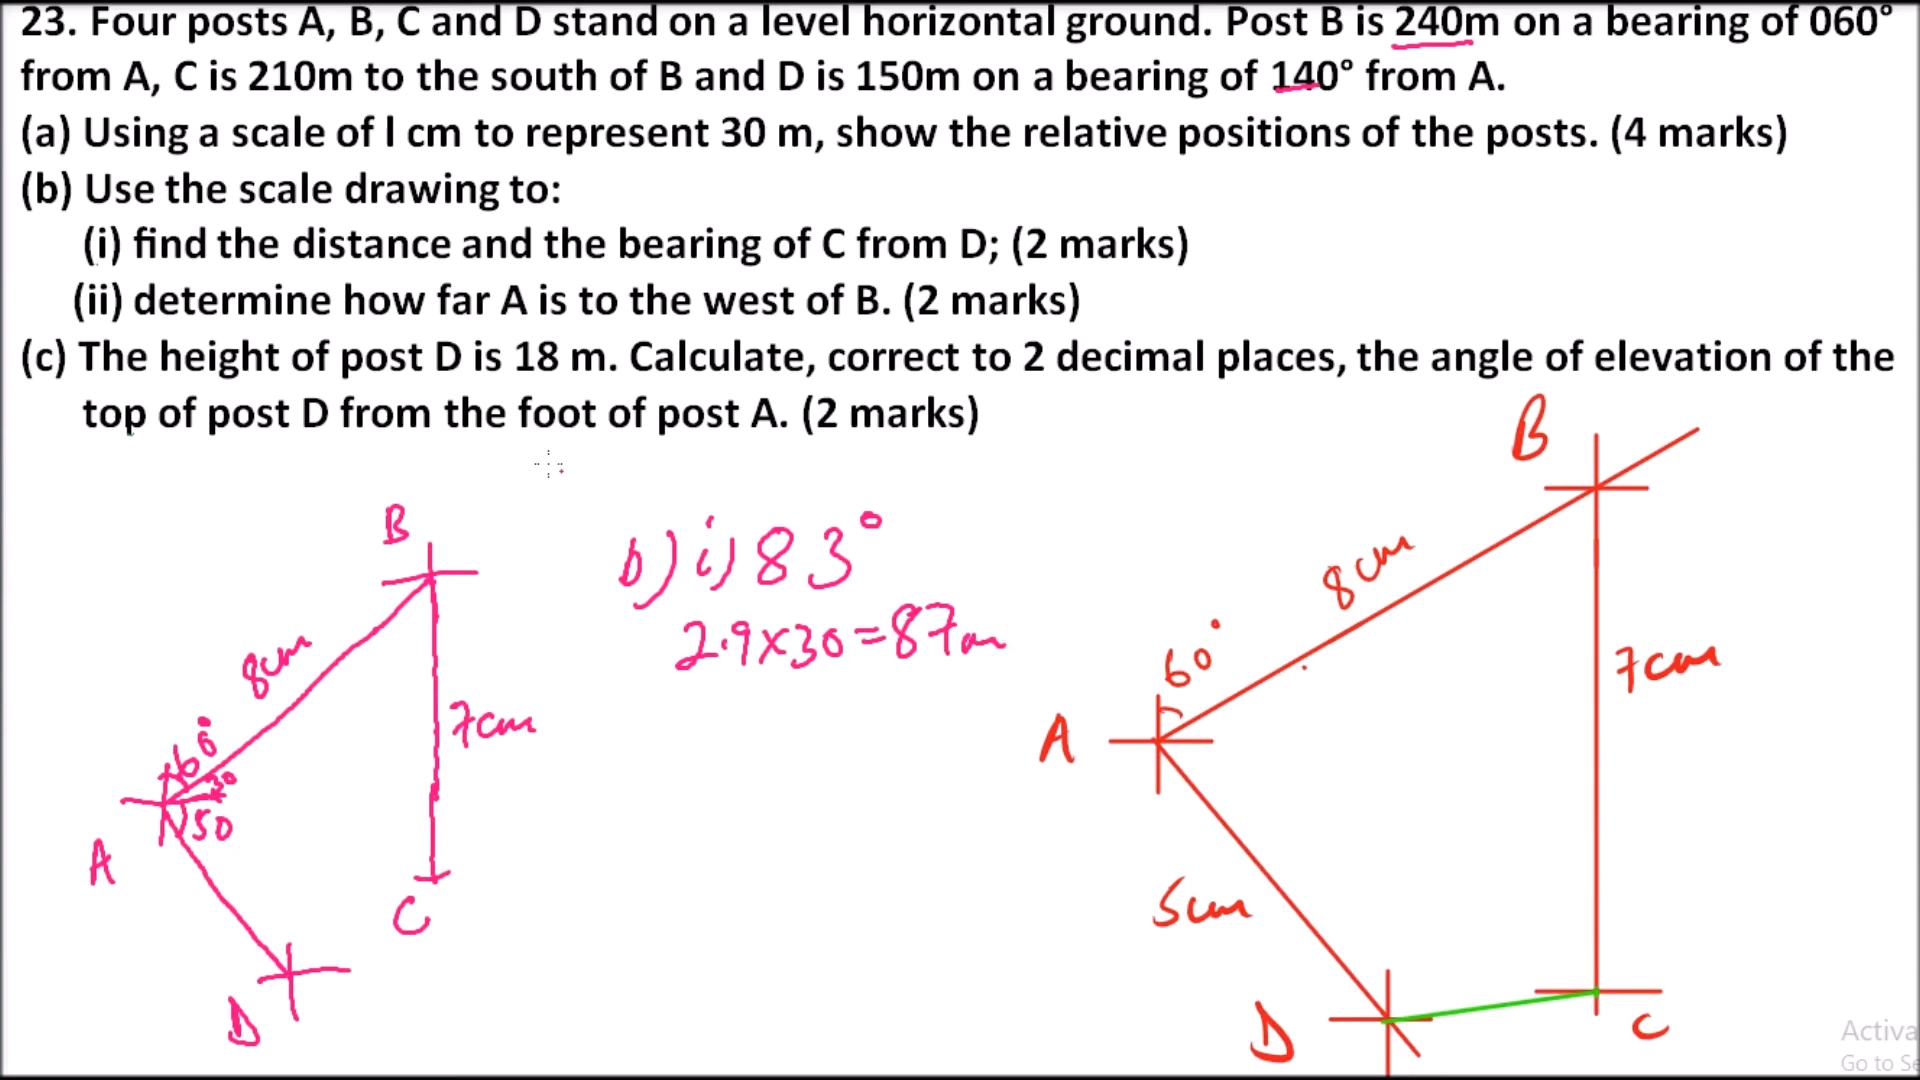 23. Four posts A, B, C and D stand on a level horizontal ground. Post B is 240m on a bearing of 060°
from A, C is 210m to the south of B and D is 150m on a bearing of 140° from A.
(a) Using a scale of l cm to represent 30 m, show the relative positions of the posts. (4 marks)
(b) Use the scale drawing to:
(i) find the distance and the bearing of C from D; (2 marks)
(ii) determine how far A is to the west of B. (2 marks)
(c) The height of post D is 18 m. Calculate, correct to 2 decimal places, the angle of elevation of the
top of post D from the foot of post A. (2 marks)
B
8cm
60°
30
50
A
7cm
C
D
b) i) 83°
2.9×30=87m
B
8cm
60°
A
7cm
5cm
D
C
Activa
Go to Se